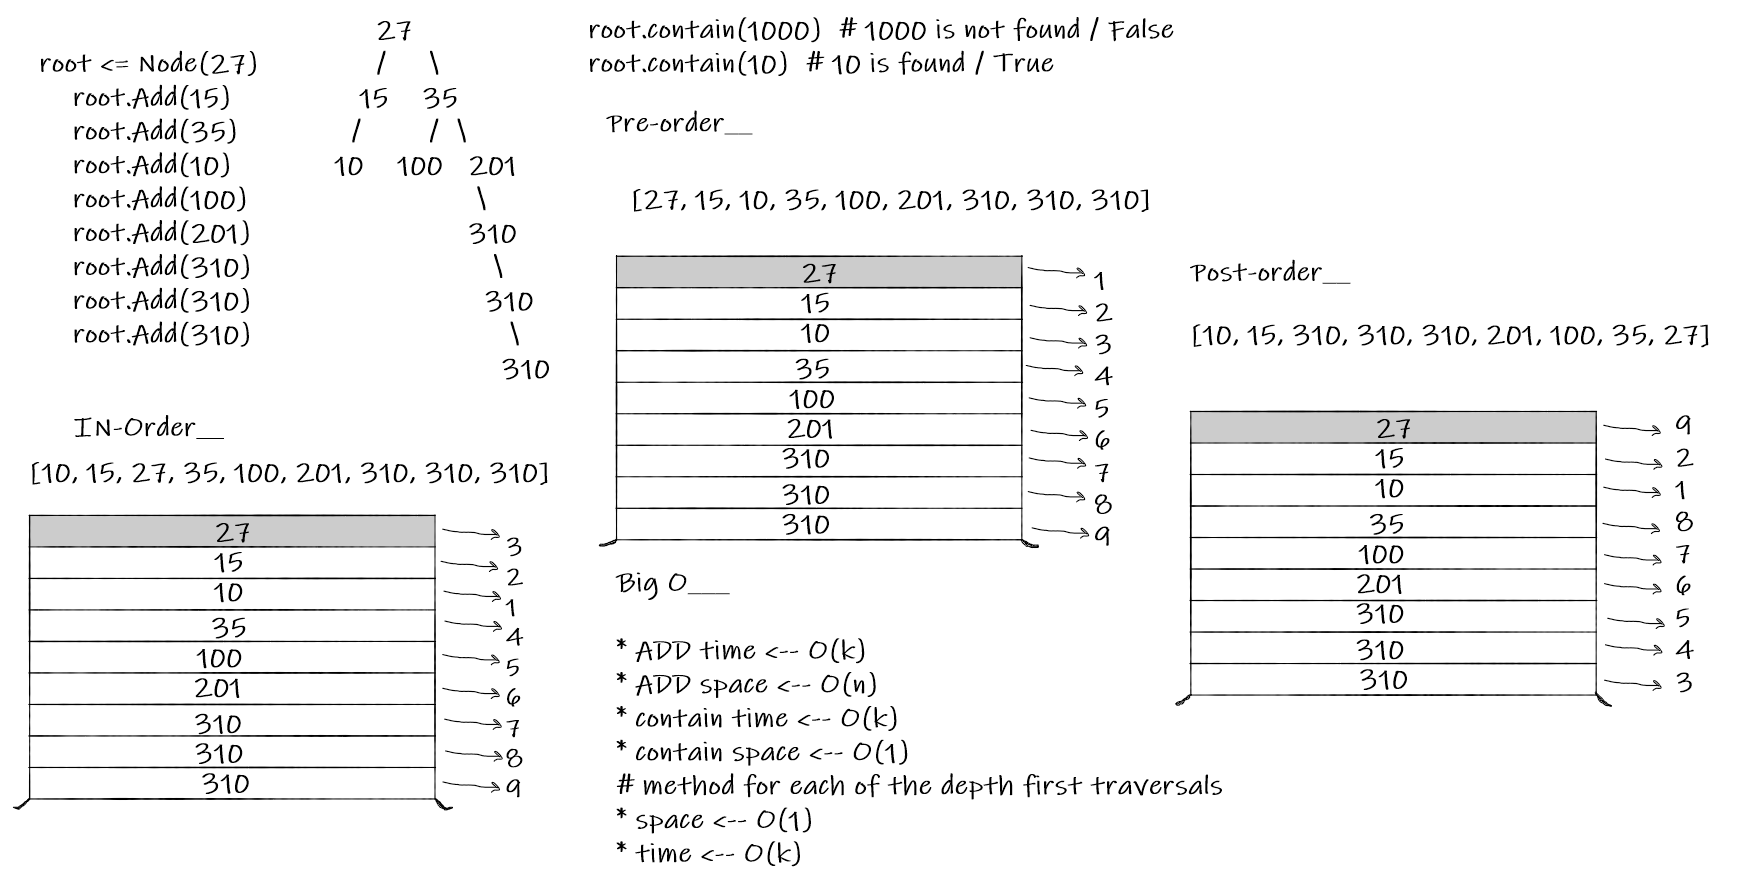 root <= Node(27)
root.Add(15)
root.Add(35)
root.Add(10)
root.Add(100)
root.Add(201)
root.Add(310)
root.Add(310)
root.Add(310)
27
/ \
15 35
/ / \
10 100 201
\
310
\
310
\
310
root.contain(1000) # 1000 is not found / False
root.contain(10) # 10 is found / True
IN-Order__
[10, 15, 27, 35, 100, 201, 310, 310, 310]
27 3
15 2
10 1
35 4
100 5
201 6
310 7
310 8
310 9
Pre-order__
[27, 15, 10, 35, 100, 201, 310, 310, 310]
27 1
15 2
10 3
35 4
100 5
201 6
310 7
310 8
310 9
Big O___
* ADD time <-- O(k)
* ADD space <-- O(n)
* contain time <-- O(k)
* contain space <-- O(1)
# method for each of the depth first traversals
* space <-- O(1)
* time <-- O(k)
Post-order__
[10, 15, 310, 310, 310, 201, 100, 35, 27]
27 9
15 2
10 1
35 8
100 7
201 6
310 5
310 4
310 3